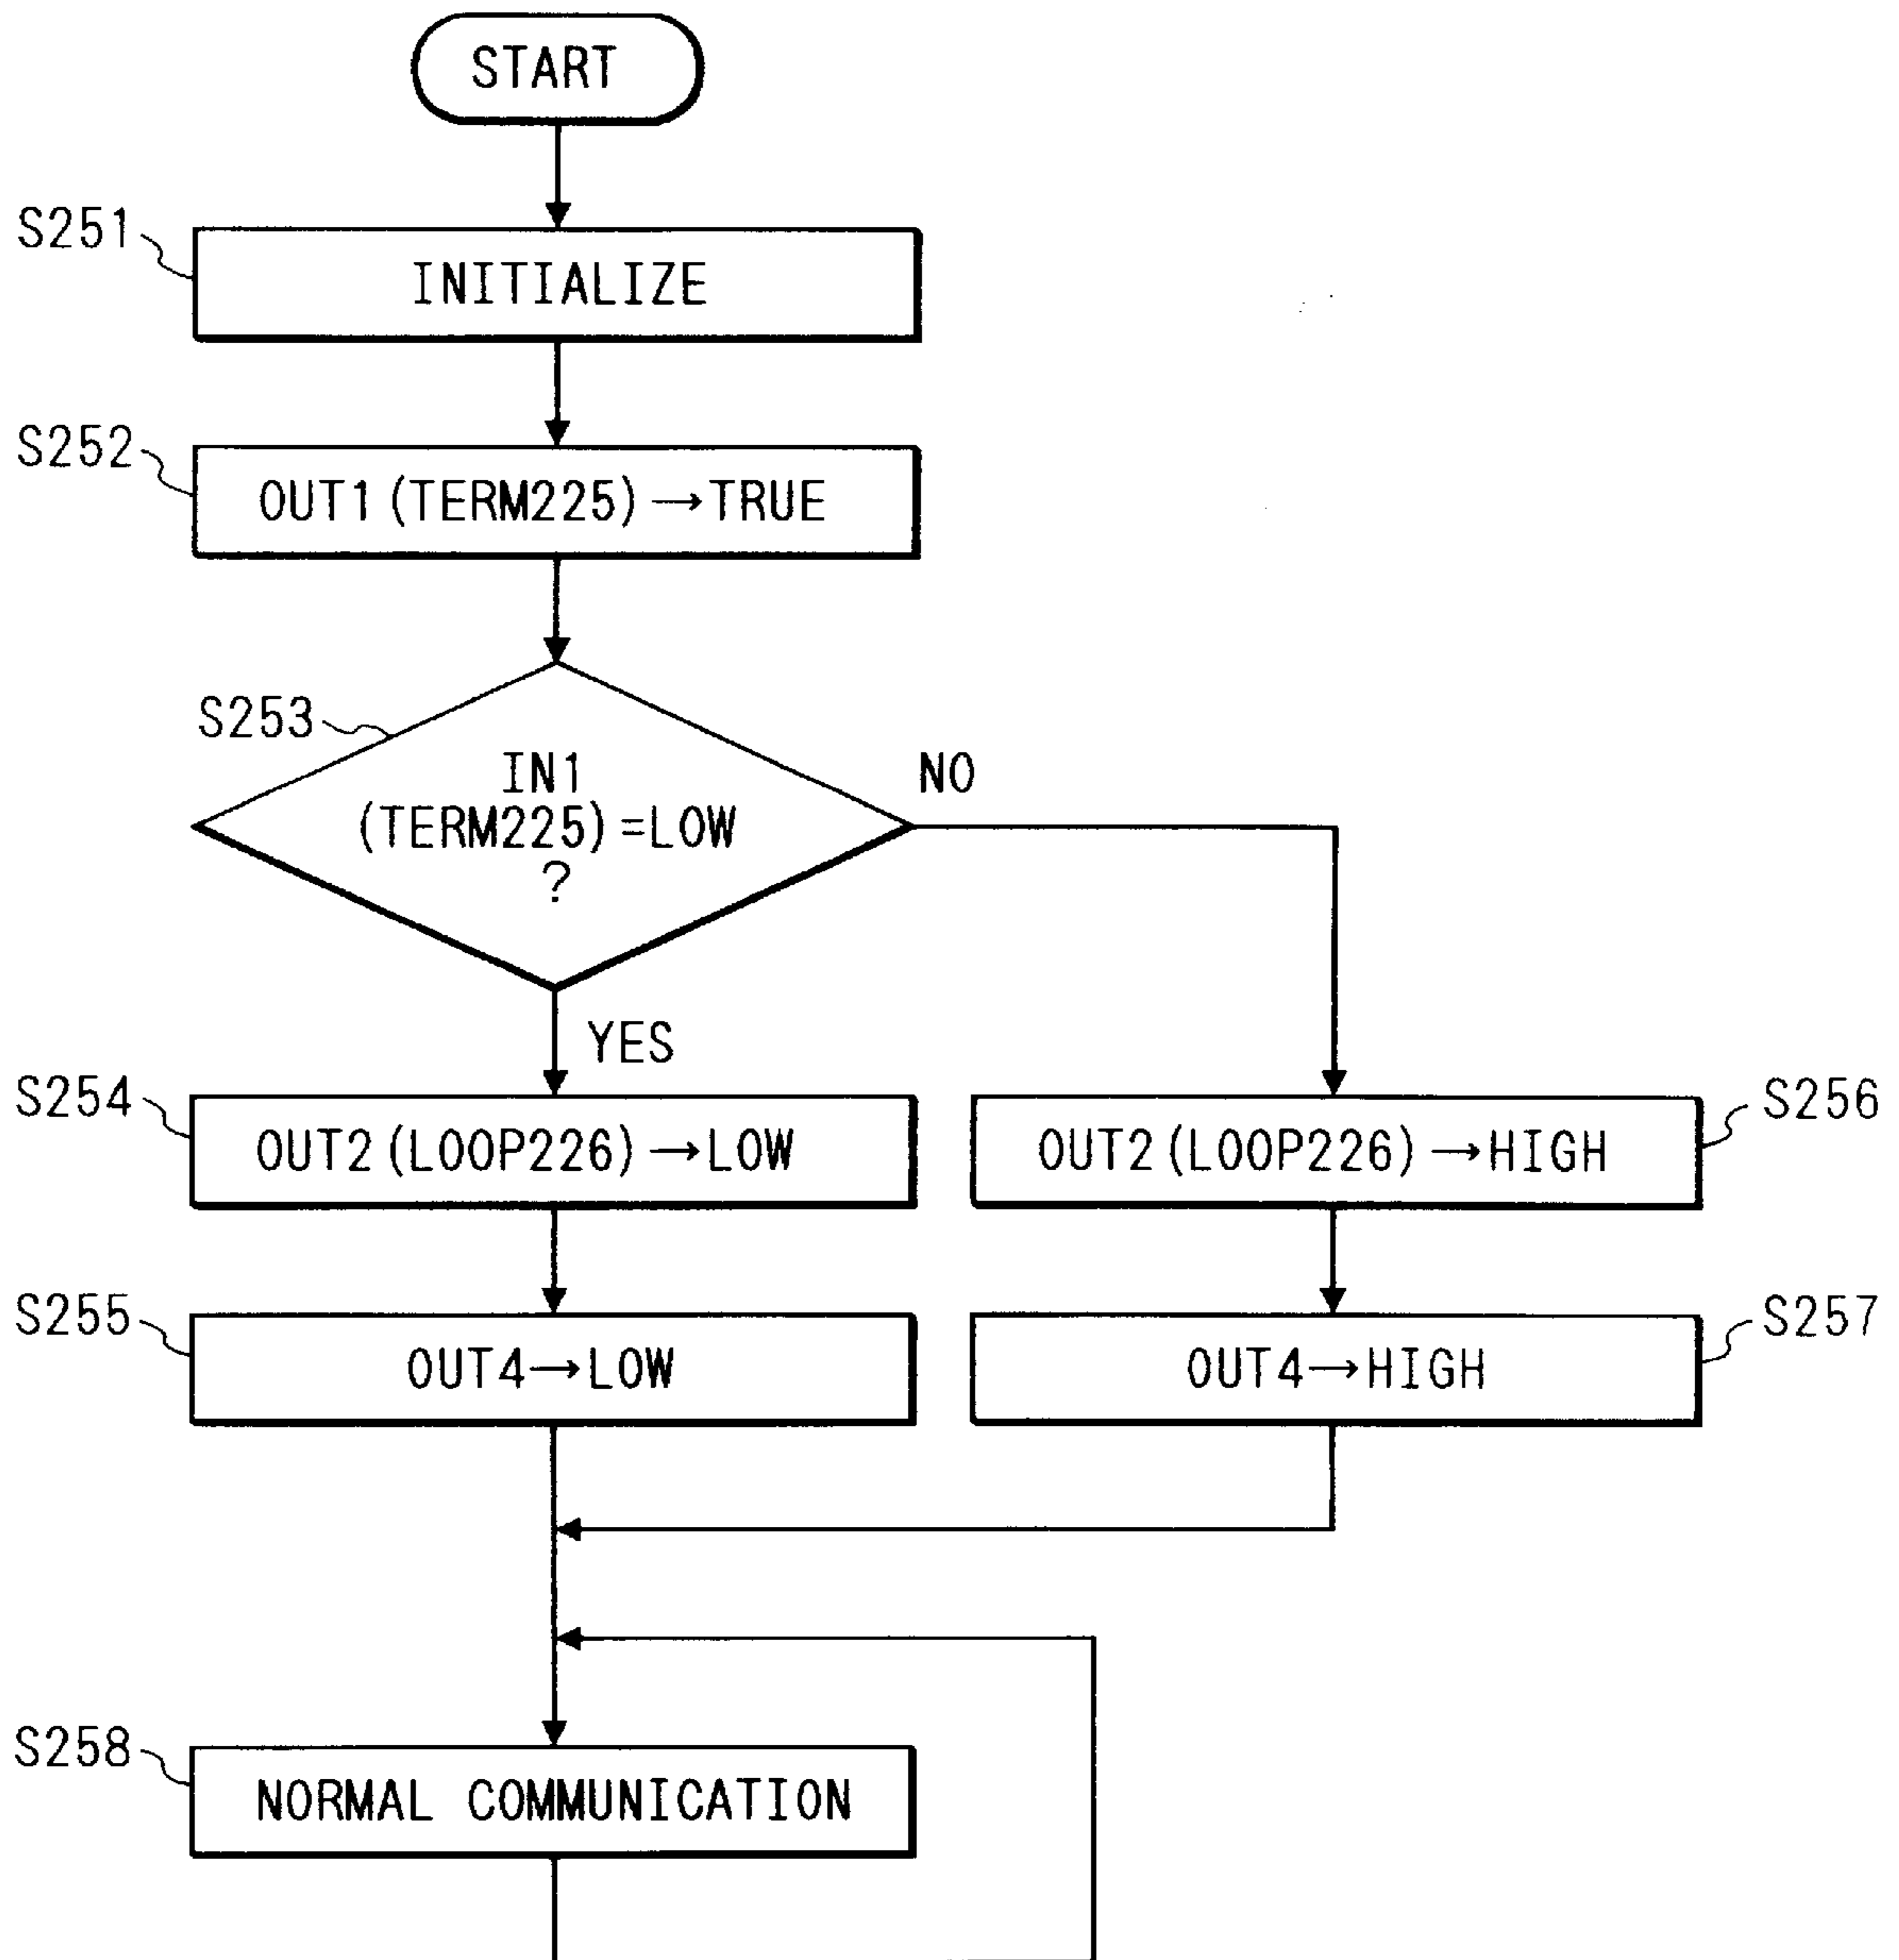 START
S251
INITIALIZE
S252
OUT1(TERM225)→TRUE
S253
IN1
(TERM225)=LOW
?
NO
YES
S254
OUT2(LOOP226)→LOW
OUT2(LOOP226)→HIGH
S256
S255
OUT4→LOW
OUT4→HIGH
S257
S258
NORMAL COMMUNICATION